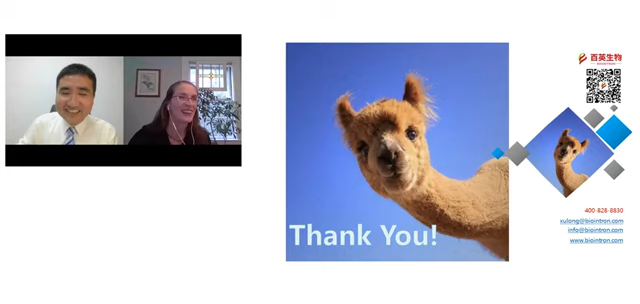 Thank You!
百英生物
400-828-8830
xulong@biointron.com
info@biointron.com
www.biointron.com